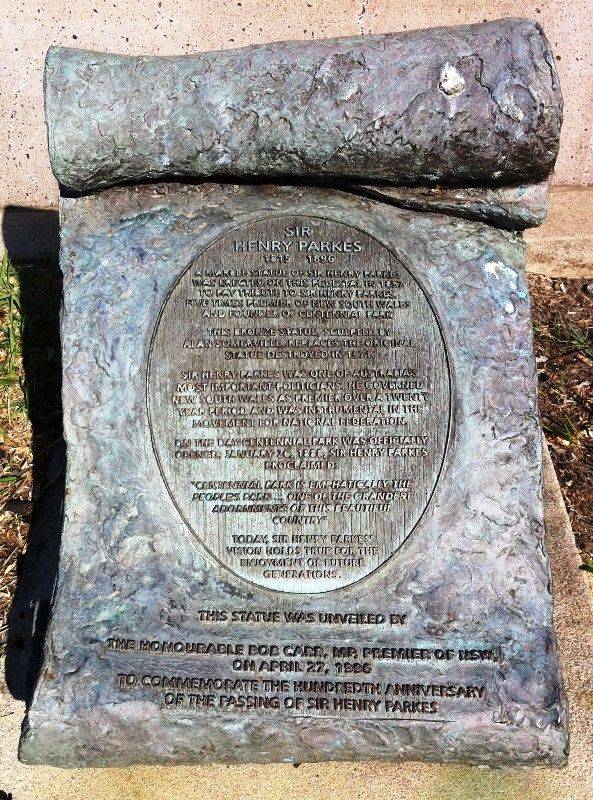 SIR
HENRY PARKES
1815 1896
A MARBLE STATUE OF SIR HENRY PARKES
WAS ERECTED ON THIS PEDESTAL IN 1897
TO PAY TRIBUTE TO SIR HENRY PARKES,
FIVE TIMES PREMIER OF NEW SOUTH WALES
AND FOUNDER OF CENTENNIAL PARK
THIS BRONZE STATUE, SCULPTED BY
ALAN SOMERVILLE, REPLACES THE ORIGINAL
STATUE DESTROYED IN 1971.
SIR HENRY PARKES WAS ONE OF AUSTRALIA'S
MOST IMPORTANT POLITICIANS. HE GOVERNED
NEW SOUTH WALES AS PREMIER OVER A TWENTY
YEAR PERIOD AND WAS INSTRUMENTAL IN THE
MOVEMENT FOR NATIONAL FEDERATION.
ON THE DAY CENTENNIAL PARK WAS OFFICIALLY
OPENED, JANUARY 26, 1888, SIR HENRY PARKES
PROCLAIMED:
"CENTENNIAL PARK IS EMPHATICALLY THE
PEOPLE'S PARK ... ONE OF THE GRANDEST
ADORNMENTS OF THIS BEAUTIFUL
COUNTRY"
TODAY, SIR HENRY PARKES'
VISION HOLDS TRUE FOR THE
ENJOYMENT OF FUTURE
GENERATIONS.
THIS STATUE WAS UNVEILED BY
THE HONOURABLE BOB CARR, MP, PREMIER OF NSW,
ON APRIL 27, 1996
TO COMMEMORATE THE HUNDREDTH ANNIVERSARY
OF THE PASSING OF SIR HENRY PARKES